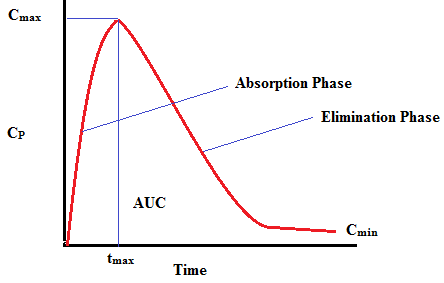 Cmax
Absorption Phase
Elimination Phase
CP
AUC
Cmin
tmax
Time